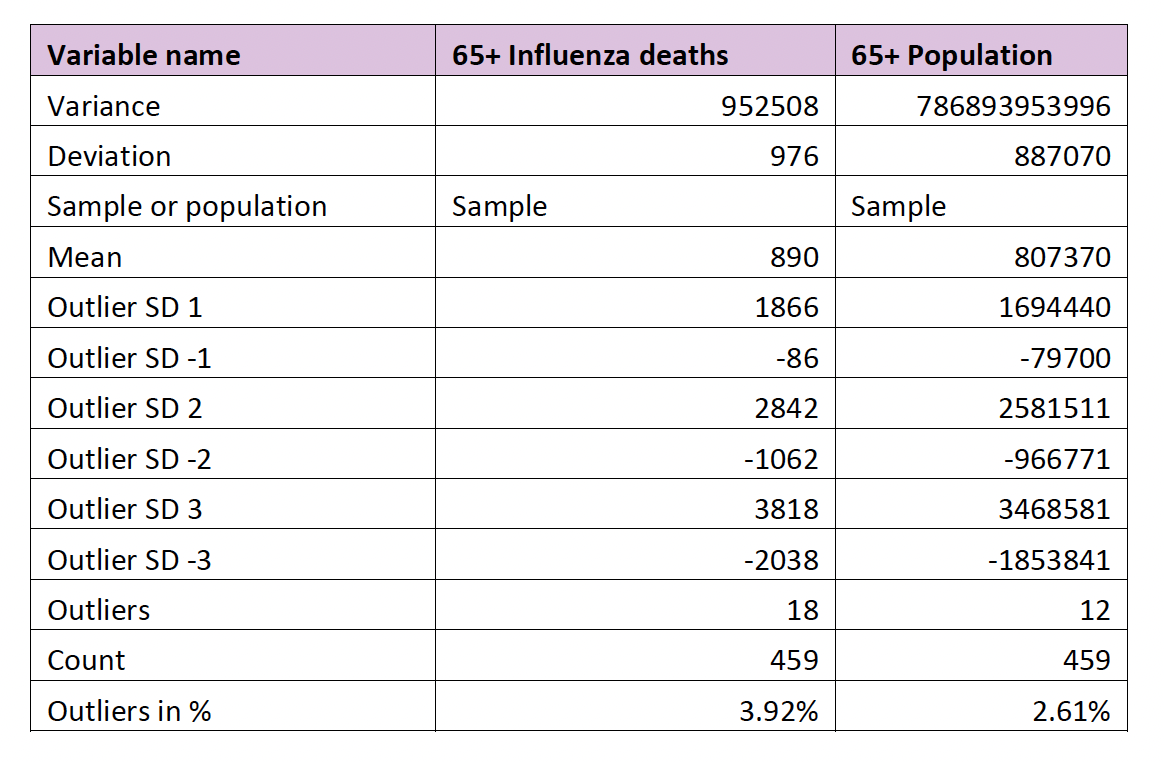 Variable name 65+ Influenza deaths 65+ Population
Variance 952508 786893953996
Deviation 976 887070
Sample or population Sample Sample
Mean 890 807370
Outlier SD 1 1866 1694440
Outlier SD -1 -86 -79700
Outlier SD 2 2842 2581511
Outlier SD -2 -1062 -966771
Outlier SD 3 3818 3468581
Outlier SD -3 -2038 -1853841
Outliers 18 12
Count 459 459
Outliers in % 3.92% 2.61%